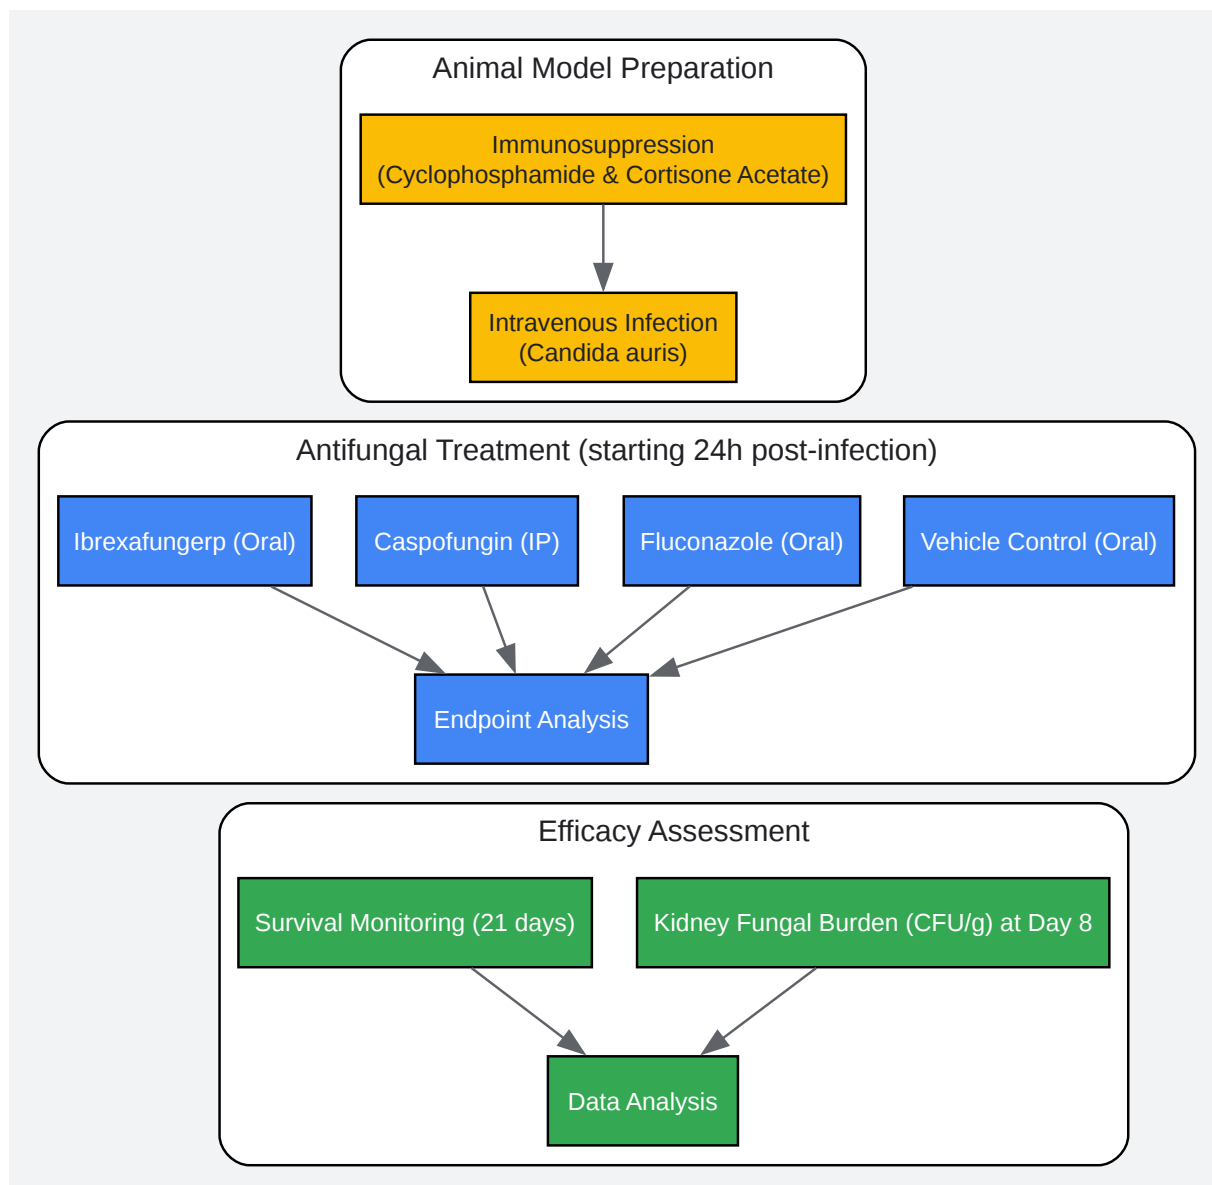 Animal Model Preparation
Immunosuppression
(Cyclophosphamide & Cortisone Acetate)
Intravenous Infection
(Candida auris)
Antifungal Treatment (starting 24h post-infection)
Ibrexafungerp (Oral)
Caspofungin (IP)
Fluconazole (Oral)
Vehicle Control (Oral)
Endpoint Analysis
Efficacy Assessment
Survival Monitoring (21 days)
Kidney Fungal Burden (CFU/g) at Day 8
Data Analysis